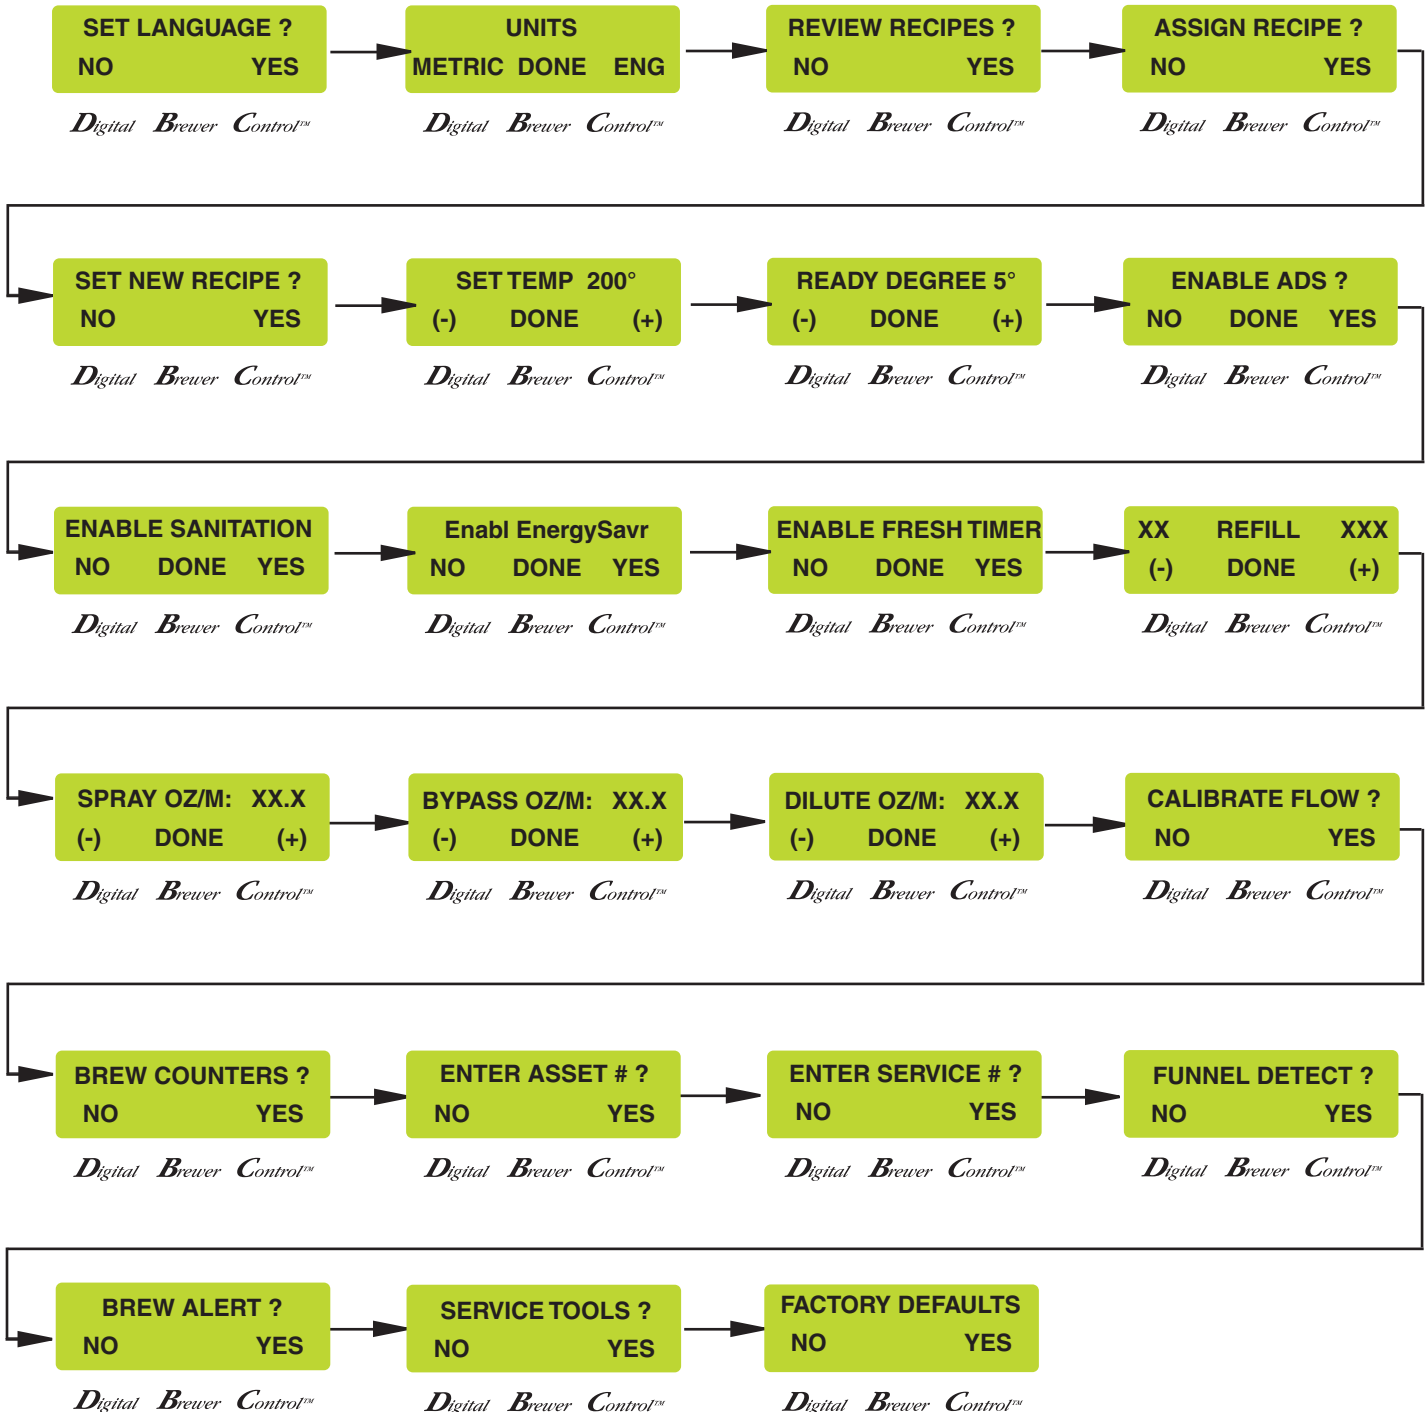 SET LANGUAGE ?
NO YES
Digital Brewer Control™
UNITS
METRIC DONE ENG
Digital Brewer Control™
REVIEW RECIPES ?
NO YES
Digital Brewer Control™
ASSIGN RECIPE ?
NO YES
Digital Brewer Control™
SET NEW RECIPE ?
NO YES
Digital Brewer Control™
SET TEMP 200°
(-) DONE (+)
Digital Brewer Control™
READY DEGREE 5°
(-) DONE (+)
Digital Brewer Control™
ENABLE ADS ?
NO DONE YES
Digital Brewer Control™
ENABLE SANITATION
NO DONE YES
Digital Brewer Control™
Enabl EnergySavr
NO DONE YES
Digital Brewer Control™
ENABLE FRESH TIMER
NO DONE YES
Digital Brewer Control™
XX REFILL XXX
(-) DONE (+)
Digital Brewer Control™
SPRAY OZ/M: XX.X
(-) DONE (+)
Digital Brewer Control™
BYPASS OZ/M: XX.X
(-) DONE (+)
Digital Brewer Control™
DILUTE OZ/M: XX.X
(-) DONE (+)
Digital Brewer Control™
CALIBRATE FLOW ?
NO YES
Digital Brewer Control™
BREW COUNTERS ?
NO YES
Digital Brewer Control™
ENTER ASSET # ?
NO YES
Digital Brewer Control™
ENTER SERVICE # ?
NO YES
Digital Brewer Control™
FUNNEL DETECT ?
NO YES
Digital Brewer Control™
BREW ALERT ?
NO YES
Digital Brewer Control™
SERVICE TOOLS ?
NO YES
Digital Brewer Control™
FACTORY DEFAULTS
NO YES
Digital Brewer Control™